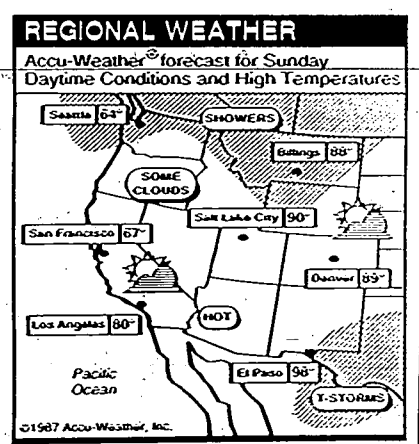 REGIONAL WEATHER
Accu-Weather® forecast for Sunday
Daytime Conditions and High Temperatures
Seattle 64°
SHOWERS
Billings 88°
SOME
CLOUDS
Salt Lake City 90°
San Francisco 67°
Denver 89°
Los Angeles 80°
HOT
El Paso 98°
Pacific
Ocean
T-STORMS
©1987 Accu-Weather, Inc.